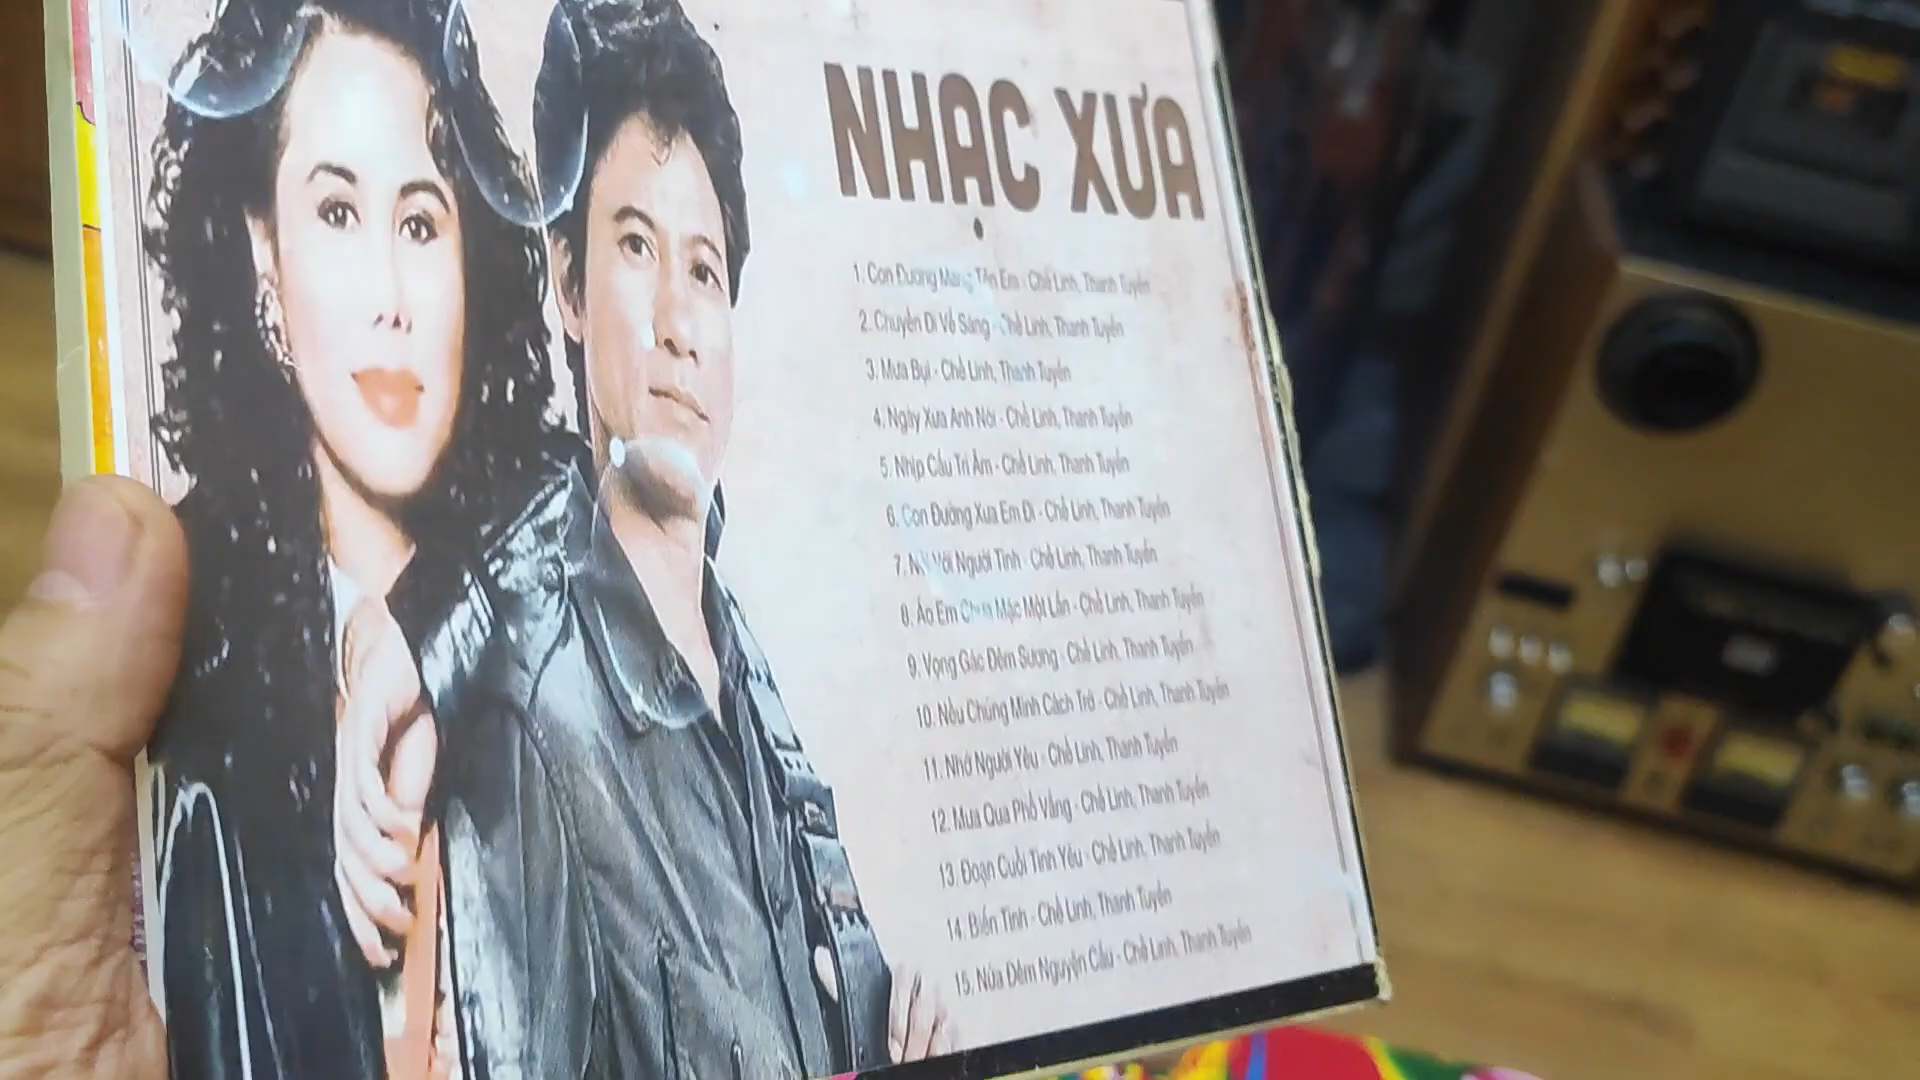 NHẠC XƯA
1. Con Đường Mang Tên Em - Chế Linh, Thanh Tuyền
2. Chuyến Đi Về Sáng - Chế Linh, Thanh Tuyền
3. Mưa Bụi - Chế Linh, Thanh Tuyền
4. Ngày Xưa Anh Nói - Chế Linh, Thanh Tuyền
5. Nhịp Cầu Tri Âm - Chế Linh, Thanh Tuyền
6. Con Đường Xưa Em Đi - Chế Linh, Thanh Tuyền
7. Nói Với Người Tình - Chế Linh, Thanh Tuyền
8. Áo Em Chưa Mặc Một Lần - Chế Linh, Thanh Tuyền
9. Vọng Gác Đêm Sương - Chế Linh, Thanh Tuyền
10. Nếu Chúng Mình Cách Trở - Chế Linh, Thanh Tuyền
11. Nhớ Người Yêu - Chế Linh, Thanh Tuyền
12. Mưa Qua Phố Vắng - Chế Linh, Thanh Tuyền
13. Đoạn Cuối Tình Yêu - Chế Linh, Thanh Tuyền
14. Biển Tình - Chế Linh, Thanh Tuyền
15. Nửa Đêm Nguyện Cầu - Chế Linh, Thanh Tuyền